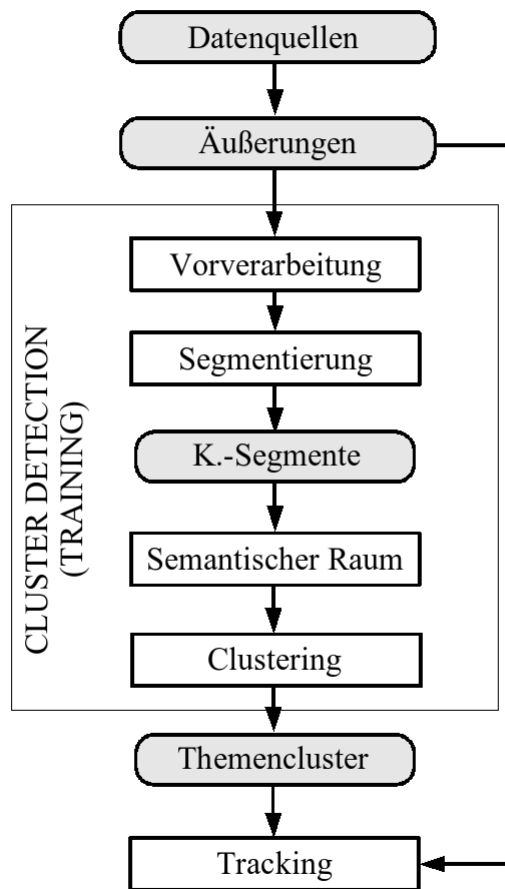 Datenquellen
Äußerungen
CLUSTER DETECTION
(TRAINING)
Vorverarbeitung
Segmentierung
K.-Segmente
Semantischer Raum
Clustering
Themencluster
Tracking